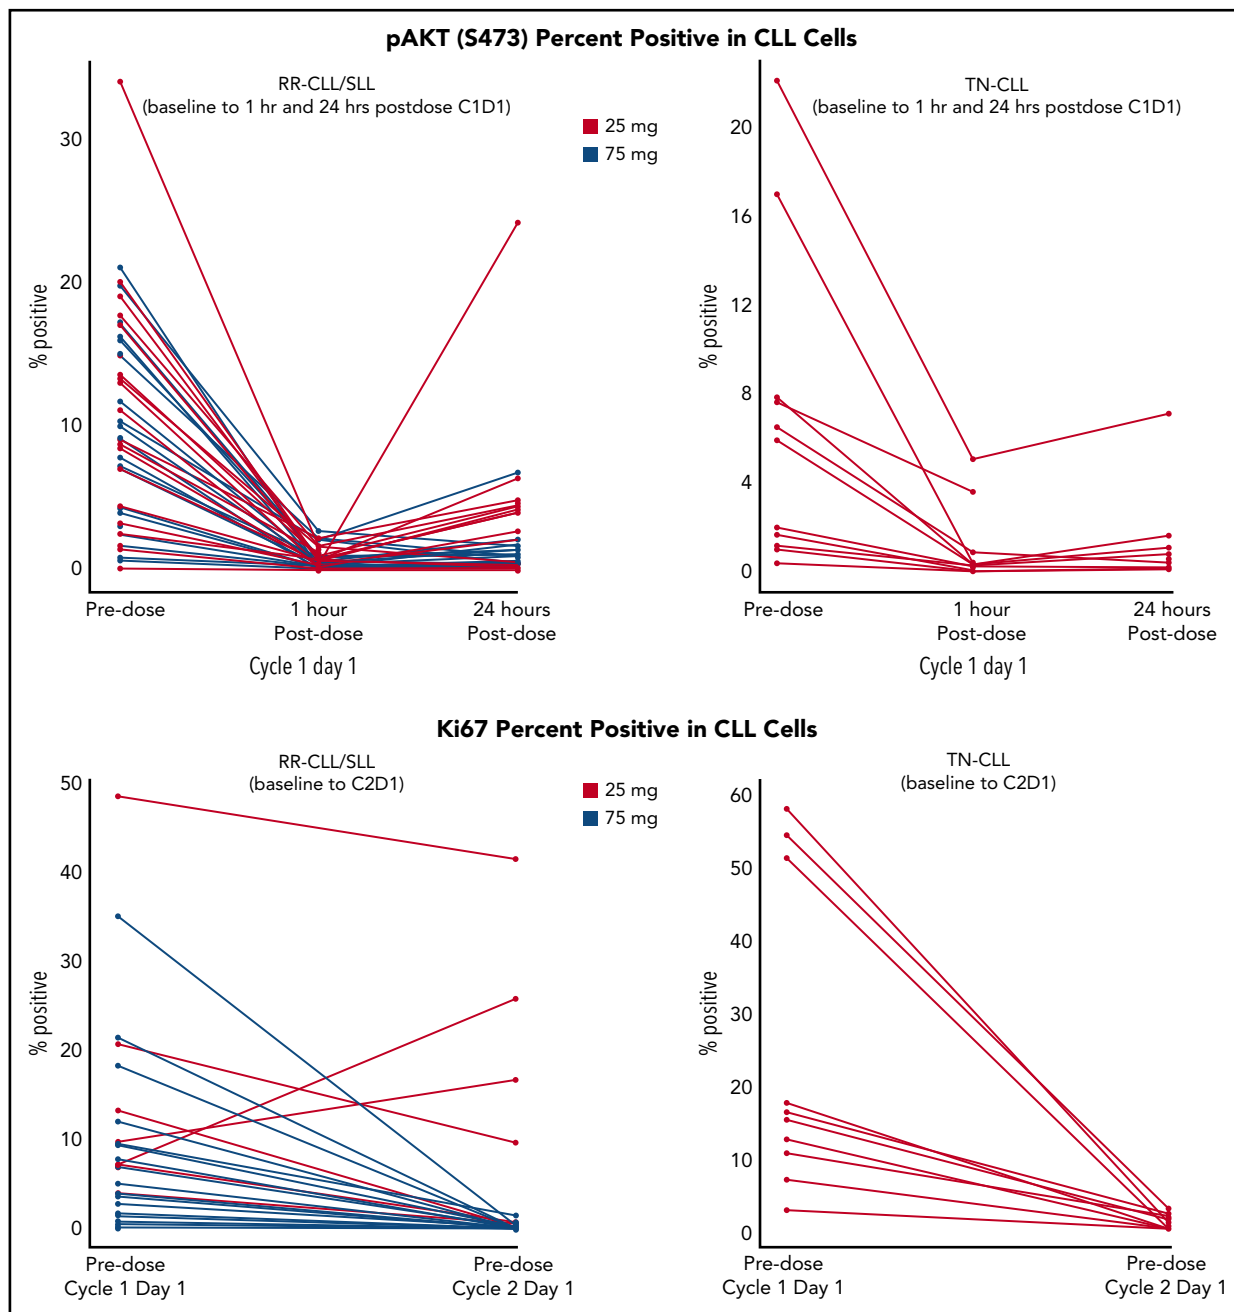 pAKT (S473) Percent Positive in CLL Cells
RR-CLL/SLL
(baseline to 1 hr and 24 hrs postdose C1D1)
25 mg
75 mg
% positive
30
20
10
0
Pre-dose
1 hour
Post-dose
24 hours
Post-dose
Cycle 1 day 1
TN-CLL
(baseline to 1 hr and 24 hrs postdose C1D1)
% positive
20
16
12
8
4
0
Pre-dose
1 hour
Post-dose
24 hours
Post-dose
Cycle 1 day 1
Ki67 Percent Positive in CLL Cells
RR-CLL/SLL
(baseline to C2D1)
25 mg
75 mg
% positive
50
40
30
20
10
0
Pre-dose
Cycle 1 Day 1
Pre-dose
Cycle 2 Day 1
TN-CLL
(baseline to C2D1)
% positive
60
50
40
30
20
10
0
Pre-dose
Cycle 1 Day 1
Pre-dose
Cycle 2 Day 1